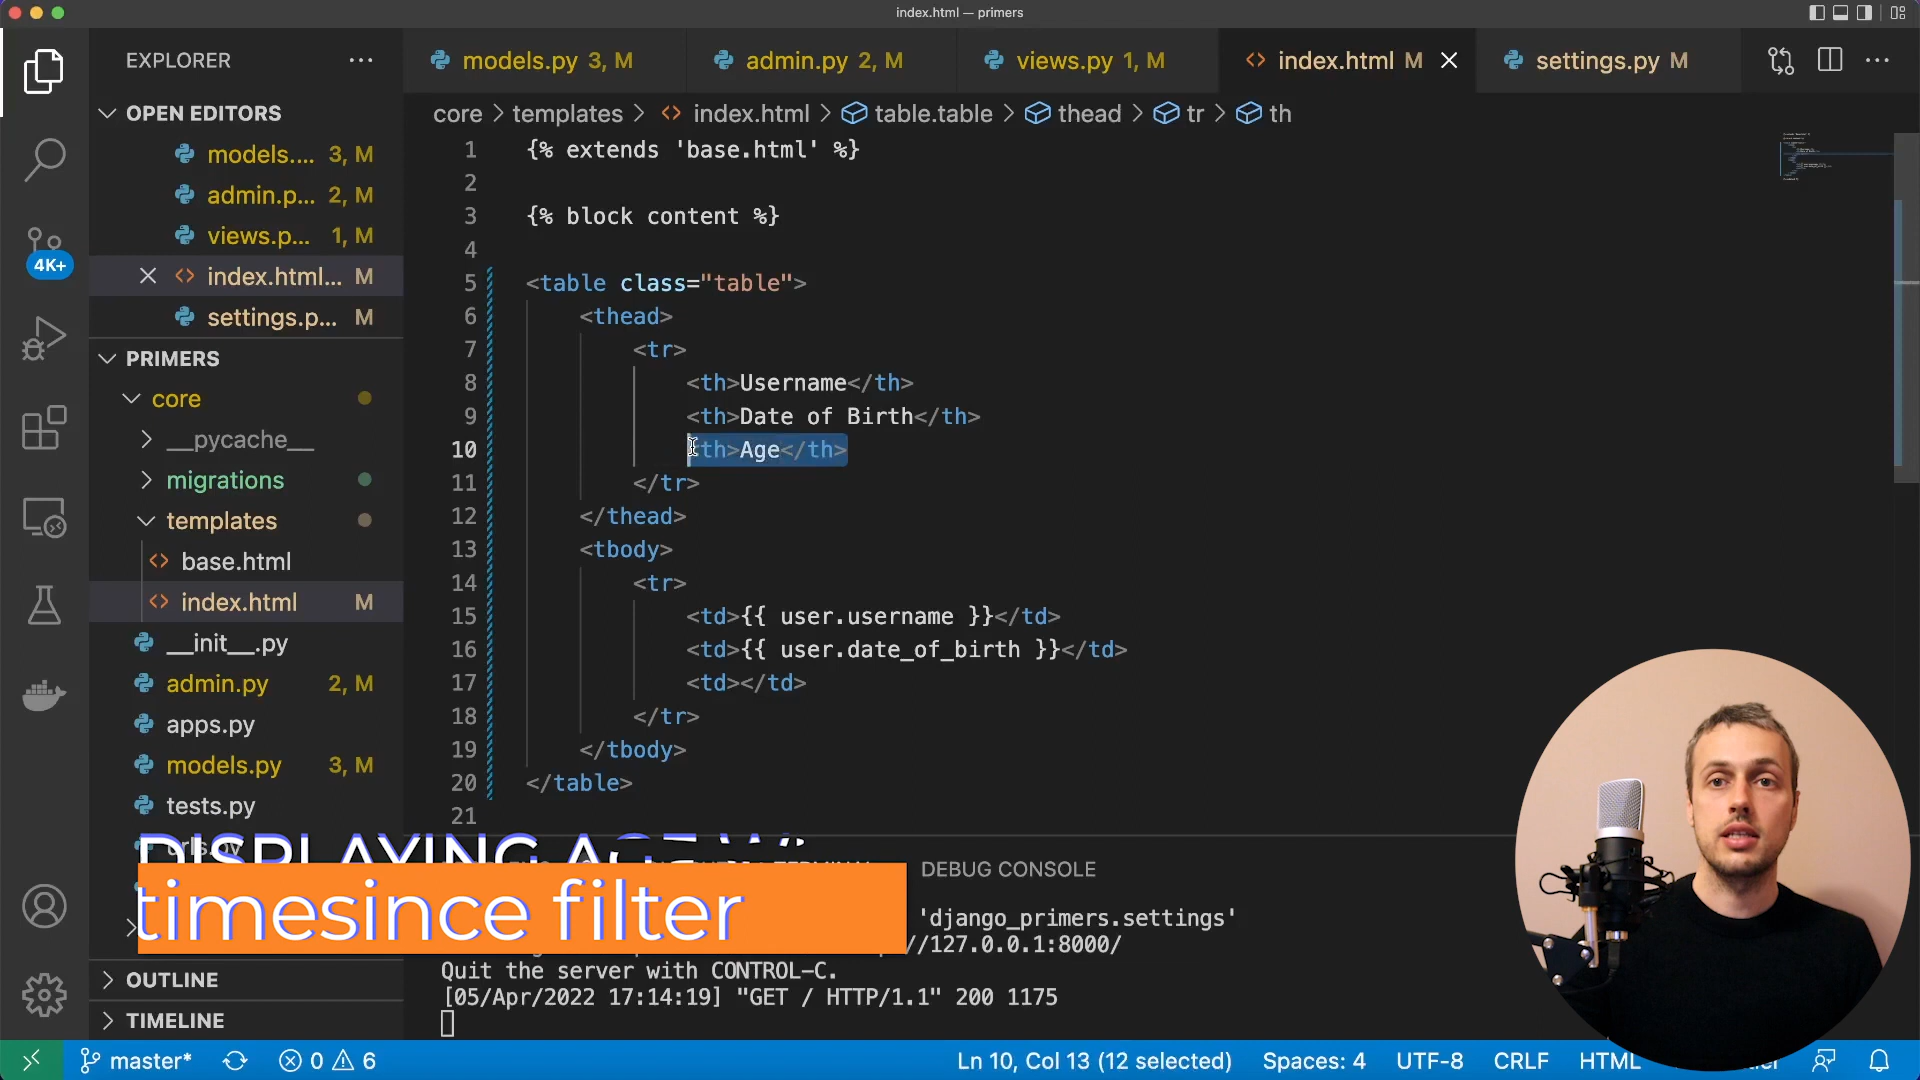 index.html — primers
EXPLORER
models.py 3, M
admin.py 2, M
views.py 1, M
index.html M
settings.py M
OPEN EDITORS
core > templates > index.html > table.table > thead > tr > th
models.... 3, M
admin.p... 2, M
views.p... 1, M
index.html... M
settings.p... M
4K+
PRIMERS
core
__pycache__
migrations
templates
base.html
index.html M
__init__.py
admin.py 2, M
apps.py
models.py 3, M
tests.py
urls.py
OUTLINE
TIMELINE
1 {% extends 'base.html' %}
2
3 {% block content %}
4
5 <table class="table">
6 <thead>
7 <tr>
8 <th>Username</th>
9 <th>Date of Birth</th>
10 <th>Age</th>
11 </tr>
12 </thead>
13 <tbody>
14 <tr>
15 <td>{{ user.username }}</td>
16 <td>{{ user.date_of_birth }}</td>
17 <td></td>
18 </tr>
19 </tbody>
20 </table>
21
DISPLAYING AGE W
timesince filter
DEBUG CONSOLE
'django_primers.settings'
//127.0.0.1:8000/
Quit the server with CONTROL-C.
[05/Apr/2022 17:14:19] "GET / HTTP/1.1" 200 1175
master* 0 6
Ln 10, Col 13 (12 selected) Spaces: 4 UTF-8 CRLF HTML